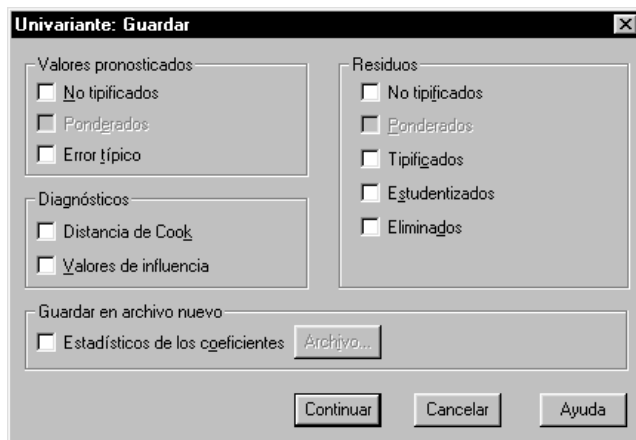 Univariante: Guardar
Valores pronosticados
No tipificados
Ponderados
Error típico
Diagnósticos
Distancia de Cook
Valores de influencia
Residuos
No tipificados
Ponderados
Tipificados
Estudentizados
Eliminados
Guardar en archivo nuevo
Estadísticos de los coeficientes Archivo...
Continuar Cancelar Ayuda